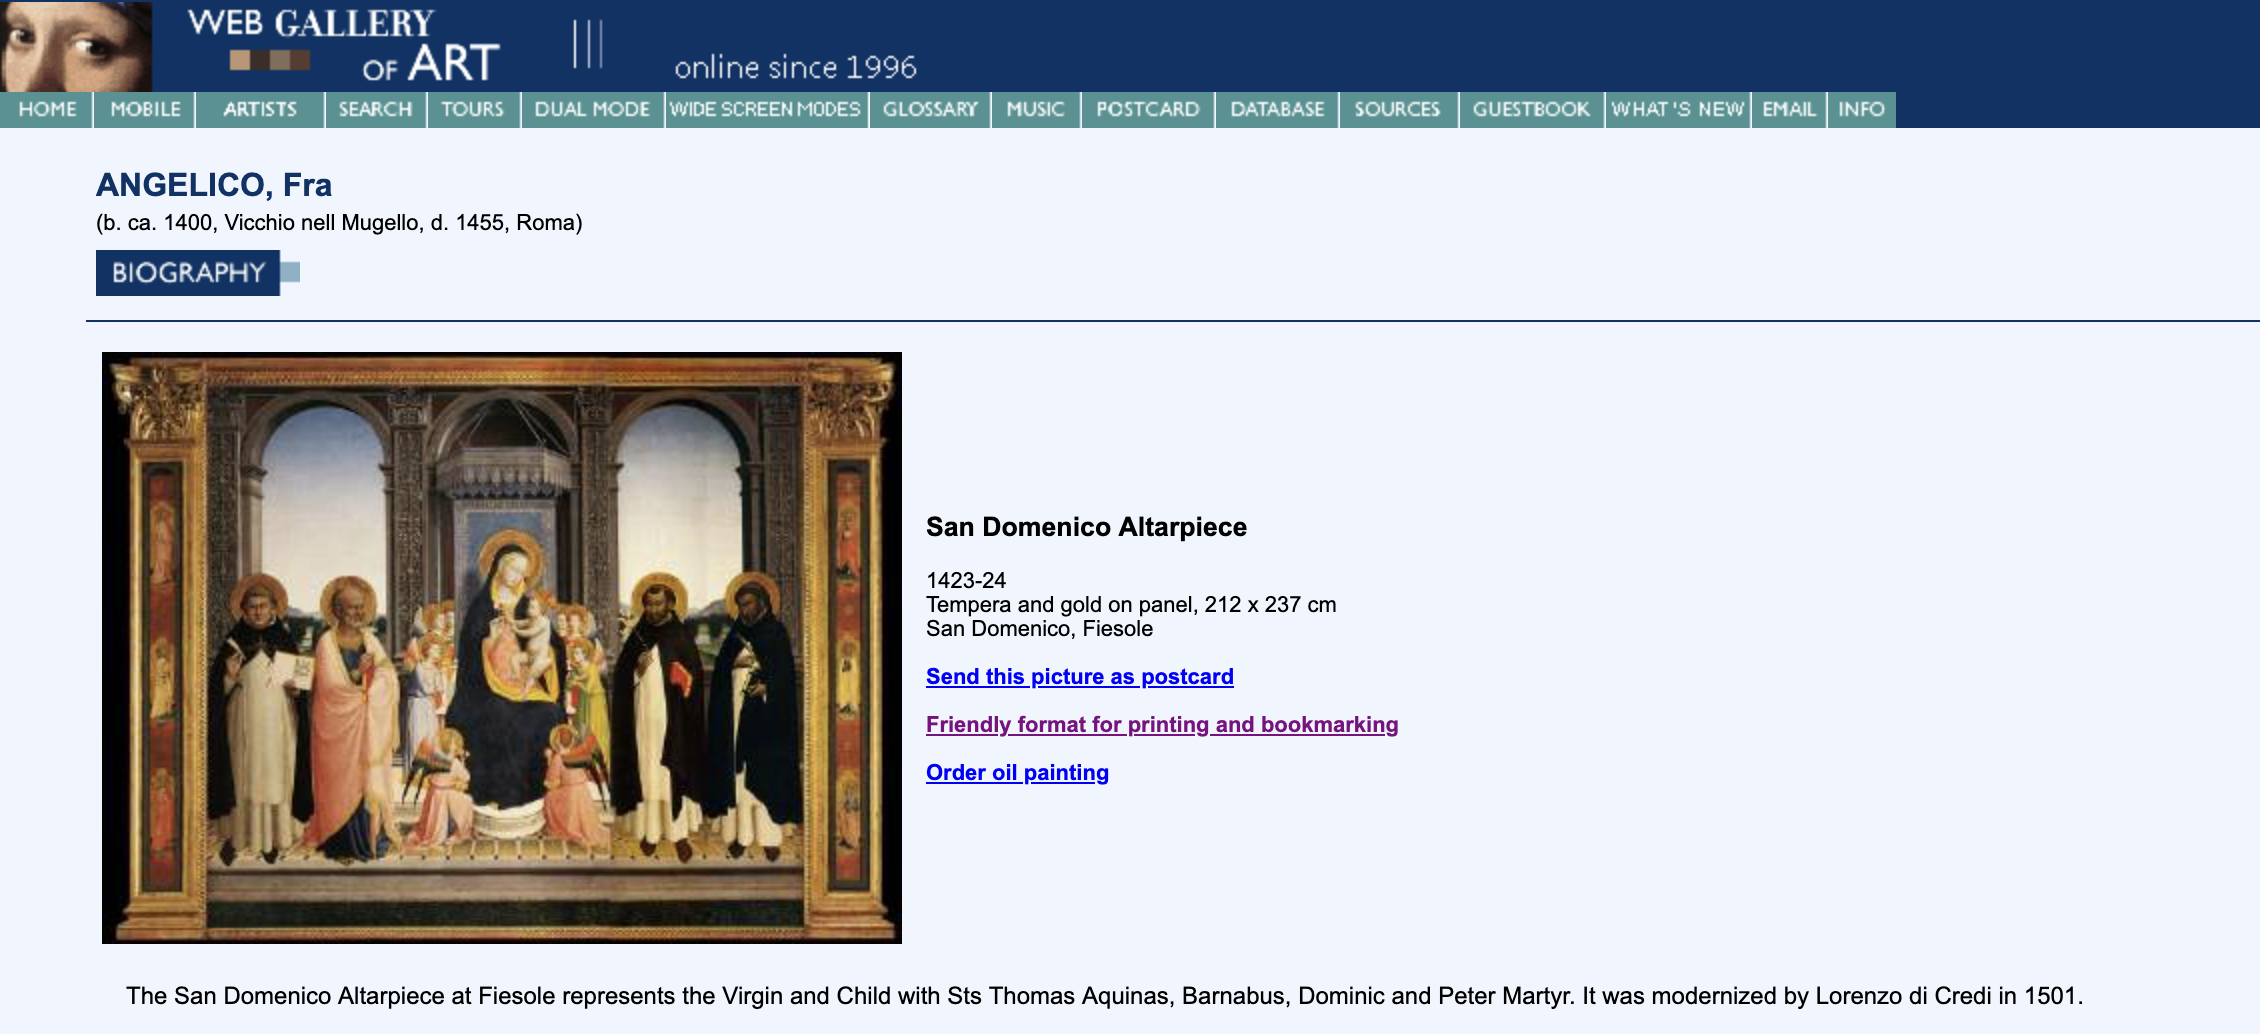 WEB GALLERY
OF ART
online since 1996
HOME MOBILE ARTISTS SEARCH TOURS DUAL MODE WIDE SCREEN MODES GLOSSARY MUSIC POSTCARD DATABASE SOURCES GUESTBOOK WHAT'S NEW EMAIL INFO
ANGELICO, Fra
(b. ca. 1400, Vicchio nell Mugello, d. 1455, Roma)
BIOGRAPHY
San Domenico Altarpiece
1423-24
Tempera and gold on panel, 212 x 237 cm
San Domenico, Fiesole
Send this picture as postcard
Friendly format for printing and bookmarking
Order oil painting
The San Domenico Altarpiece at Fiesole represents the Virgin and Child with Sts Thomas Aquinas, Barnabus, Dominic and Peter Martyr. It was modernized by Lorenzo di Credi in 1501.